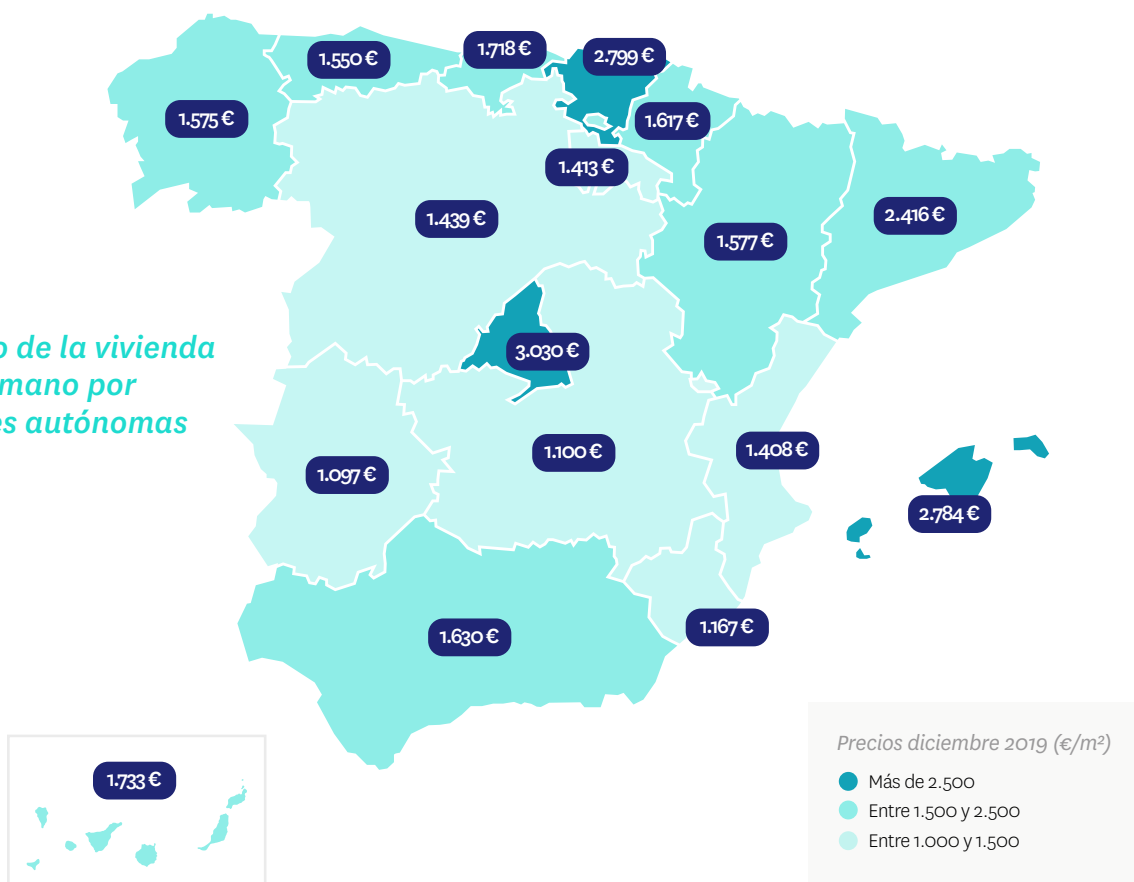 1.550 €
1.718 €
2.799 €
1.575 €
1.617 €
1.413 €
1.439 €
2.416 €
1.577 €
o de la vivienda
mano por
es autónomas
3.030 €
1.100 €
1.408 €
1.097 €
2.784 €
1.167 €
1.630 €
1.733 €
Precios diciembre 2019 (€/m²)
Más de 2.500
Entre 1.500 y 2.500
Entre 1.000 y 1.500